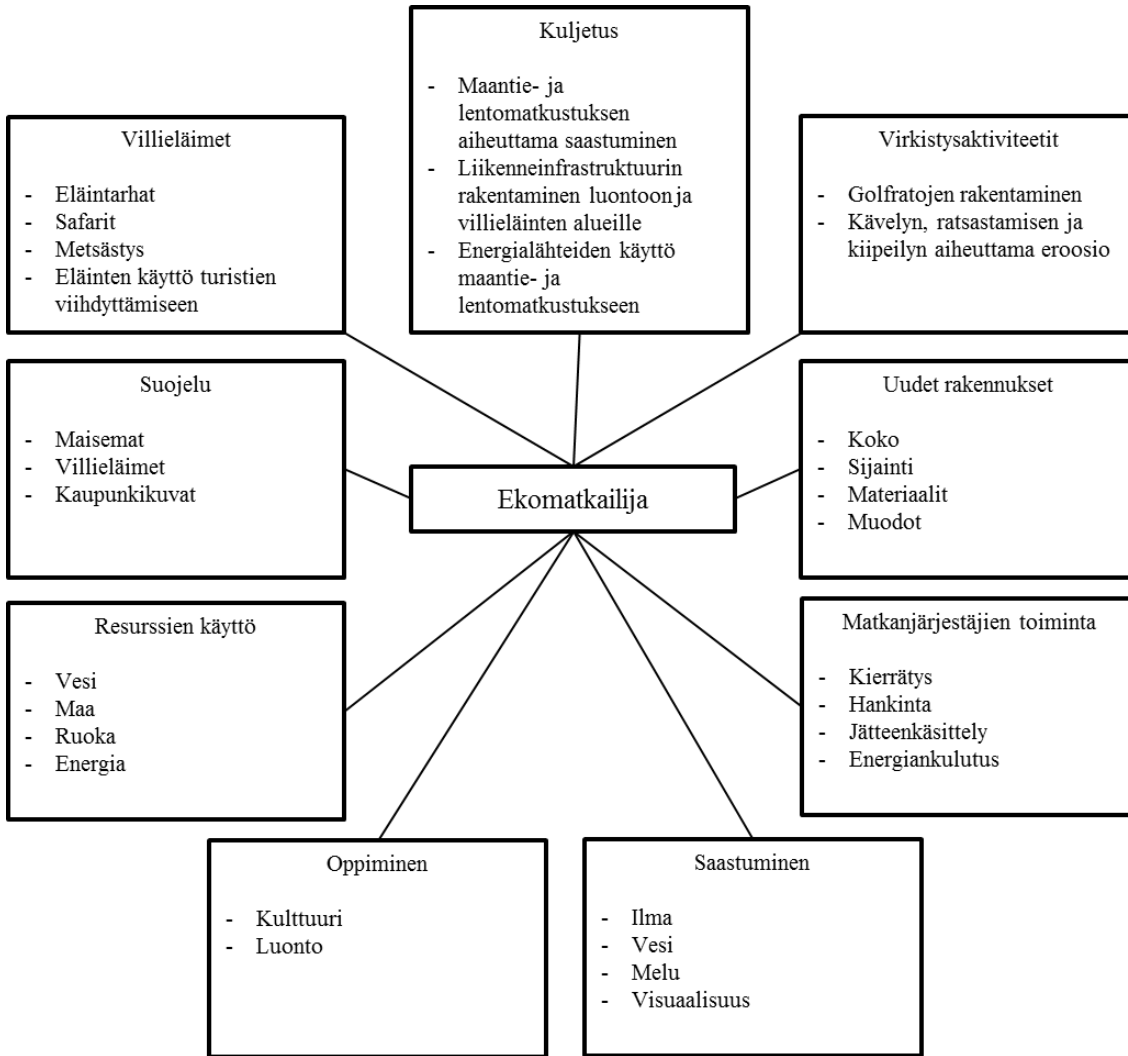 Kuljetus
- Maantie- ja
lentomatkustuksen
aiheuttama saastuminen
- Liikenneinfrastruktuurin
rakentaminen luontoon ja
villieläinten alueille
- Energialähteiden käyttö
maantie- ja
lentomatkustukseen
Villieläimet
- Eläintarhat
- Safarit
- Metsästys
- Eläinten käyttö turistien
viihdyttämiseen
Virkistysaktiviteetit
- Golfratojen rakentaminen
- Kävelyn, ratsastamisen ja
kiipeilyn aiheuttama eroosio
Suojelu
- Maisemat
- Villieläimet
- Kaupunkikuvat
Ekomatkailija
Uudet rakennukset
- Koko
- Sijainti
- Materiaalit
- Muodot
Resurssien käyttö
- Vesi
- Maa
- Ruoka
- Energia
Matkanjärjestäjien toiminta
- Kierrätys
- Hankinta
- Jätteenkäsittely
- Energiankulutus
Oppiminen
- Kulttuuri
- Luonto
Saastuminen
- Ilma
- Vesi
- Melu
- Visuaalisuus